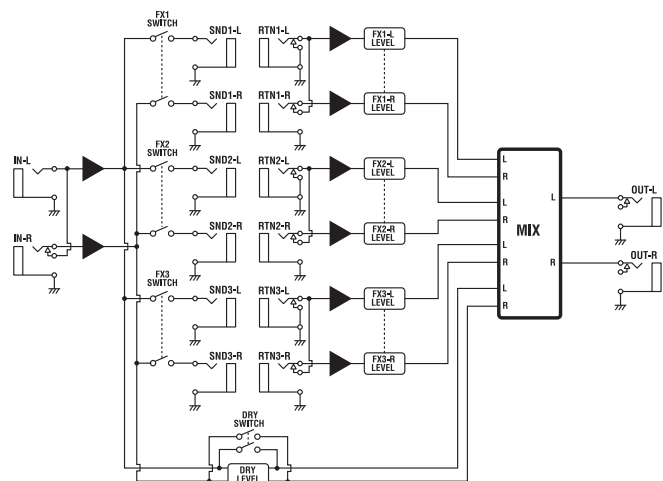 FX1
SWITCH
SND1-L
RTN1-L
FX1-L
LEVEL
SND1-R
RTN1-R
FX1-R
LEVEL
FX2
SWITCH
IN-L
SND2-L
RTN2-L
FX2-L
LEVEL
IN-R
SND2-R
RTN2-R
FX2-R
LEVEL
FX3
SWITCH
SND3-L
RTN3-L
FX3-L
LEVEL
SND3-R
RTN3-R
FX3-R
LEVEL
L
R
L
R
L
R
L
R
MIX
L
R
OUT-L
OUT-R
DRY
SWITCH
DRY
LEVEL